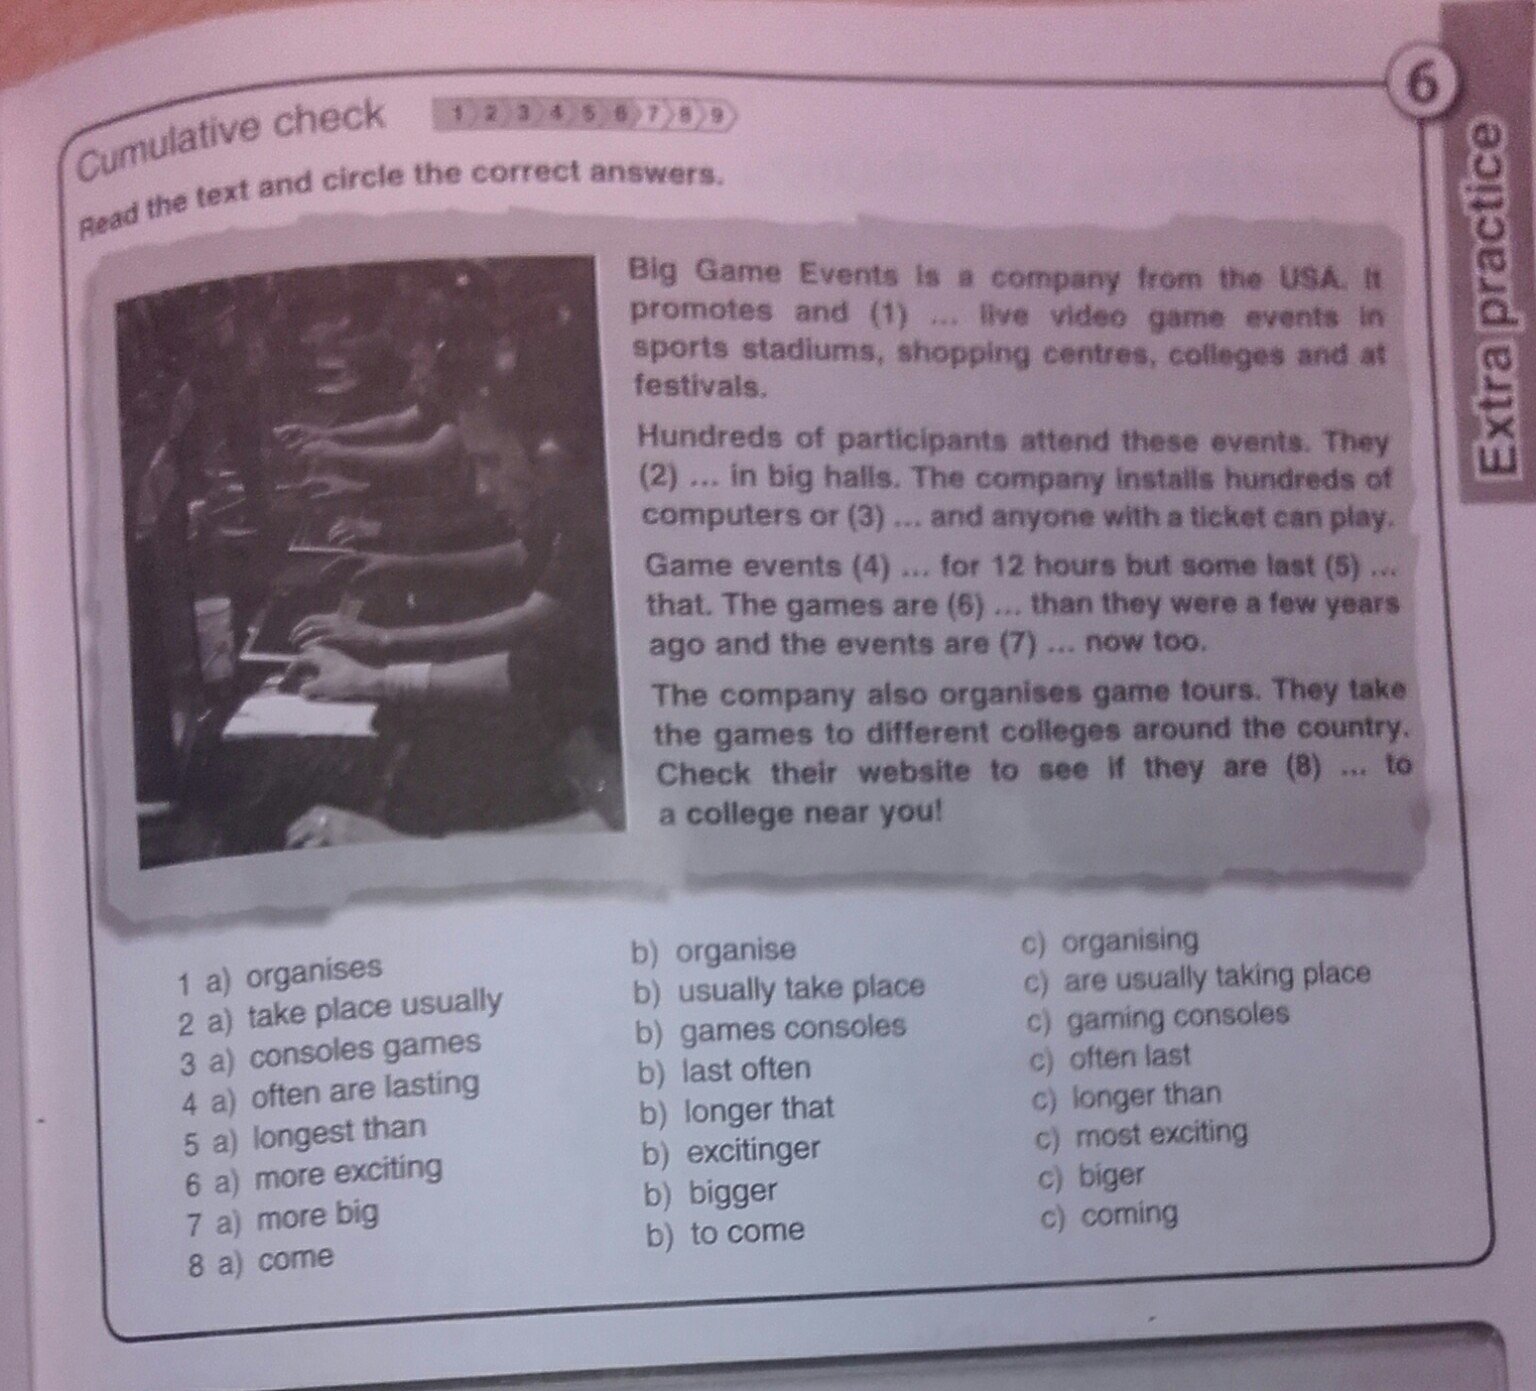 6
Extra practice
Cumulative check 1 2 3 4 5 6 7 8 9
Read the text and circle the correct answers.
Big Game Events is a company from the USA. It
promotes and (1) ... live video game events in
sports stadiums, shopping centres, colleges and at
festivals.
Hundreds of participants attend these events. They
(2) ... in big halls. The company installs hundreds of
computers or (3) ... and anyone with a ticket can play.
Game events (4) ... for 12 hours but some last (5) ...
that. The games are (6) ... than they were a few years
ago and the events are (7) ... now too.
The company also organises game tours. They take
the games to different colleges around the country.
Check their website to see if they are (8) ... to
a college near you!
1 a) organises b) organise c) organising
2 a) take place usually b) usually take place c) are usually taking place
3 a) consoles games b) games consoles c) gaming consoles
4 a) often are lasting b) last often c) often last
5 a) longest than b) longer that c) longer than
6 a) more exciting b) excitinger c) most exciting
7 a) more big b) bigger c) biger
8 a) come b) to come c) coming